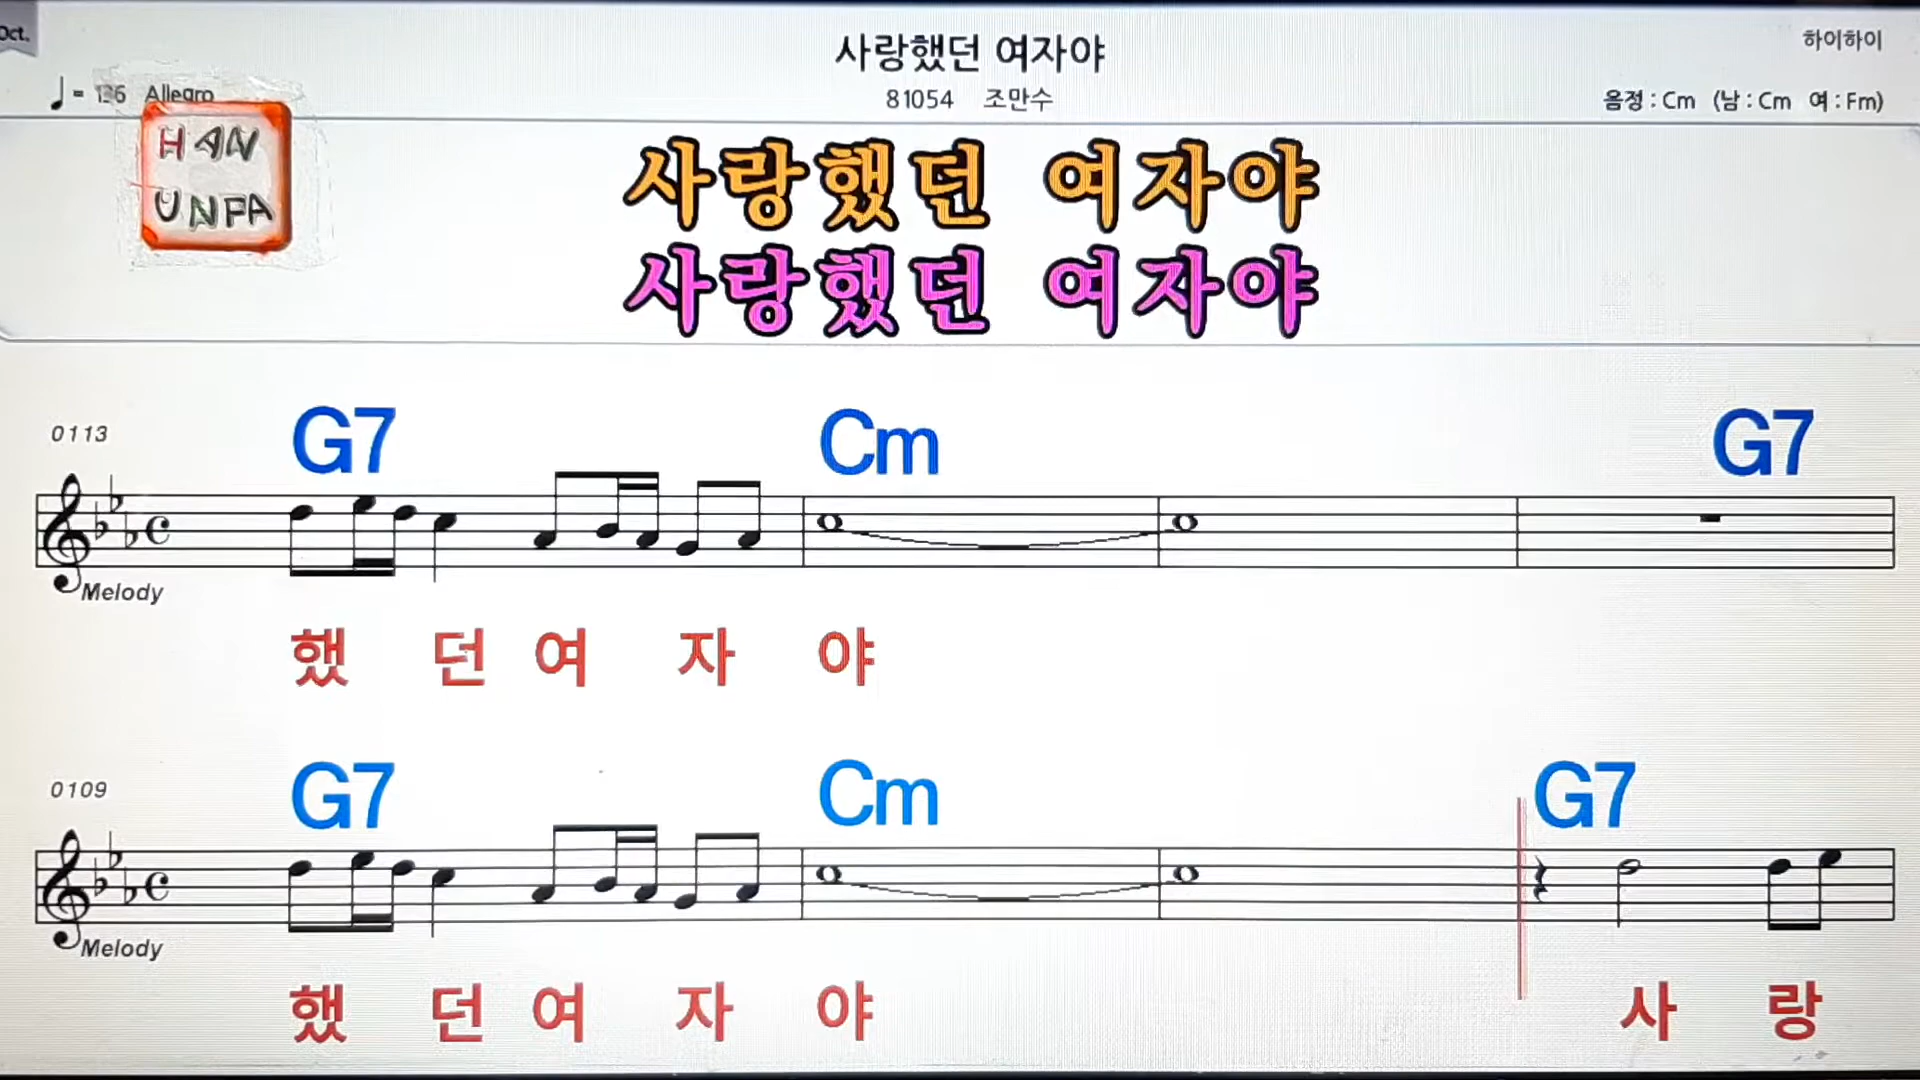 Oct.
사랑했던 여자야
하이하이
♩= 136 Allegro
81054 조만수
음정 : Cm (남 : Cm 여 : Fm)
HAN
UNFA
사랑했던 여자야
사랑했던 여자야
0113
G7 Cm G7
Melody
했 던 여 자 야
0109
G7 Cm G7
Melody
했 던 여 자 야 사 랑